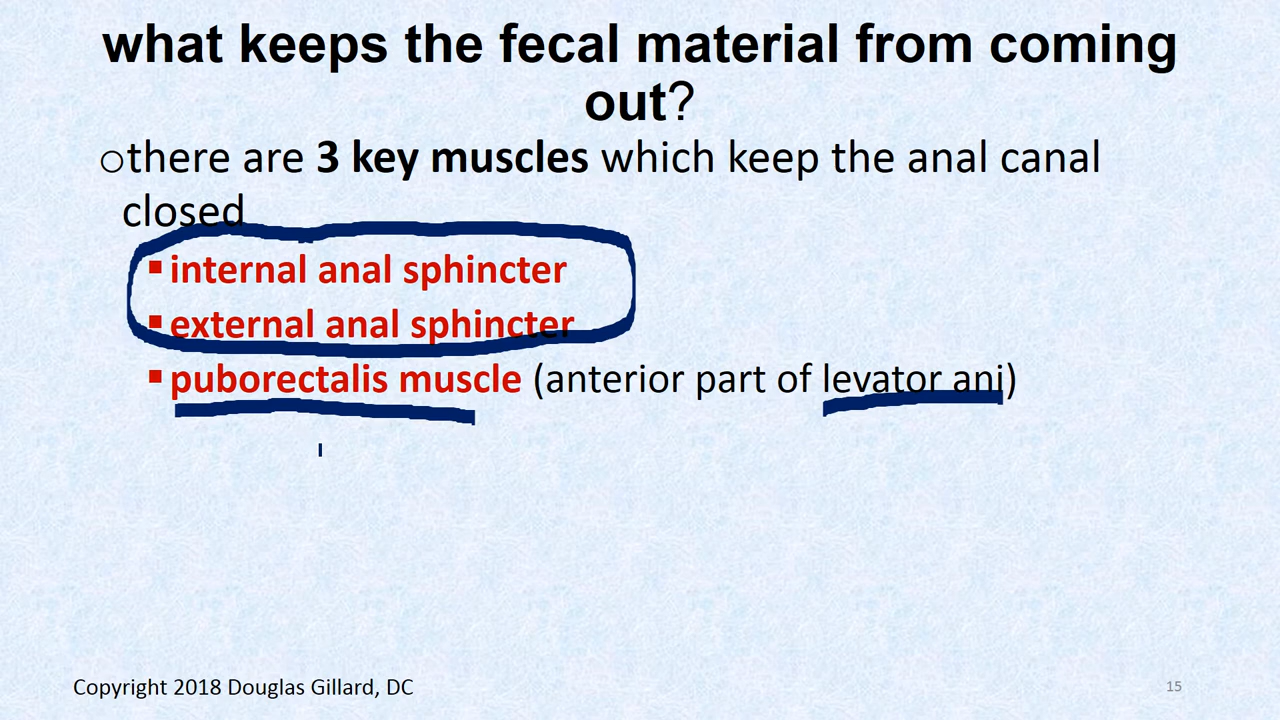 what keeps the fecal material from coming
out?
○there are 3 key muscles which keep the anal canal
closed
▪internal anal sphincter
▪external anal sphincter
▪puborectalis muscle (anterior part of levator ani)
Copyright 2018 Douglas Gillard, DC
15